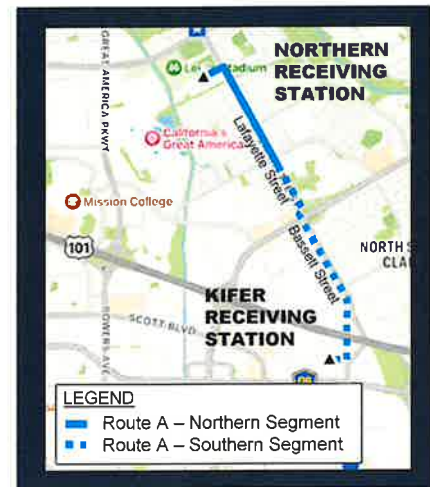 NORTHERN
RECEIVING
STATION
GREAT AMERICA PKWY
Stadium
California's
Great America
Lafayette Street
Mission College
Bassett Street
101
NORTH S
CLA
KIFER
RECEIVING
STATION
SCOTT BLVD
BOWERS AVE
LEGEND
Route A – Northern Segment
Route A – Southern Segment